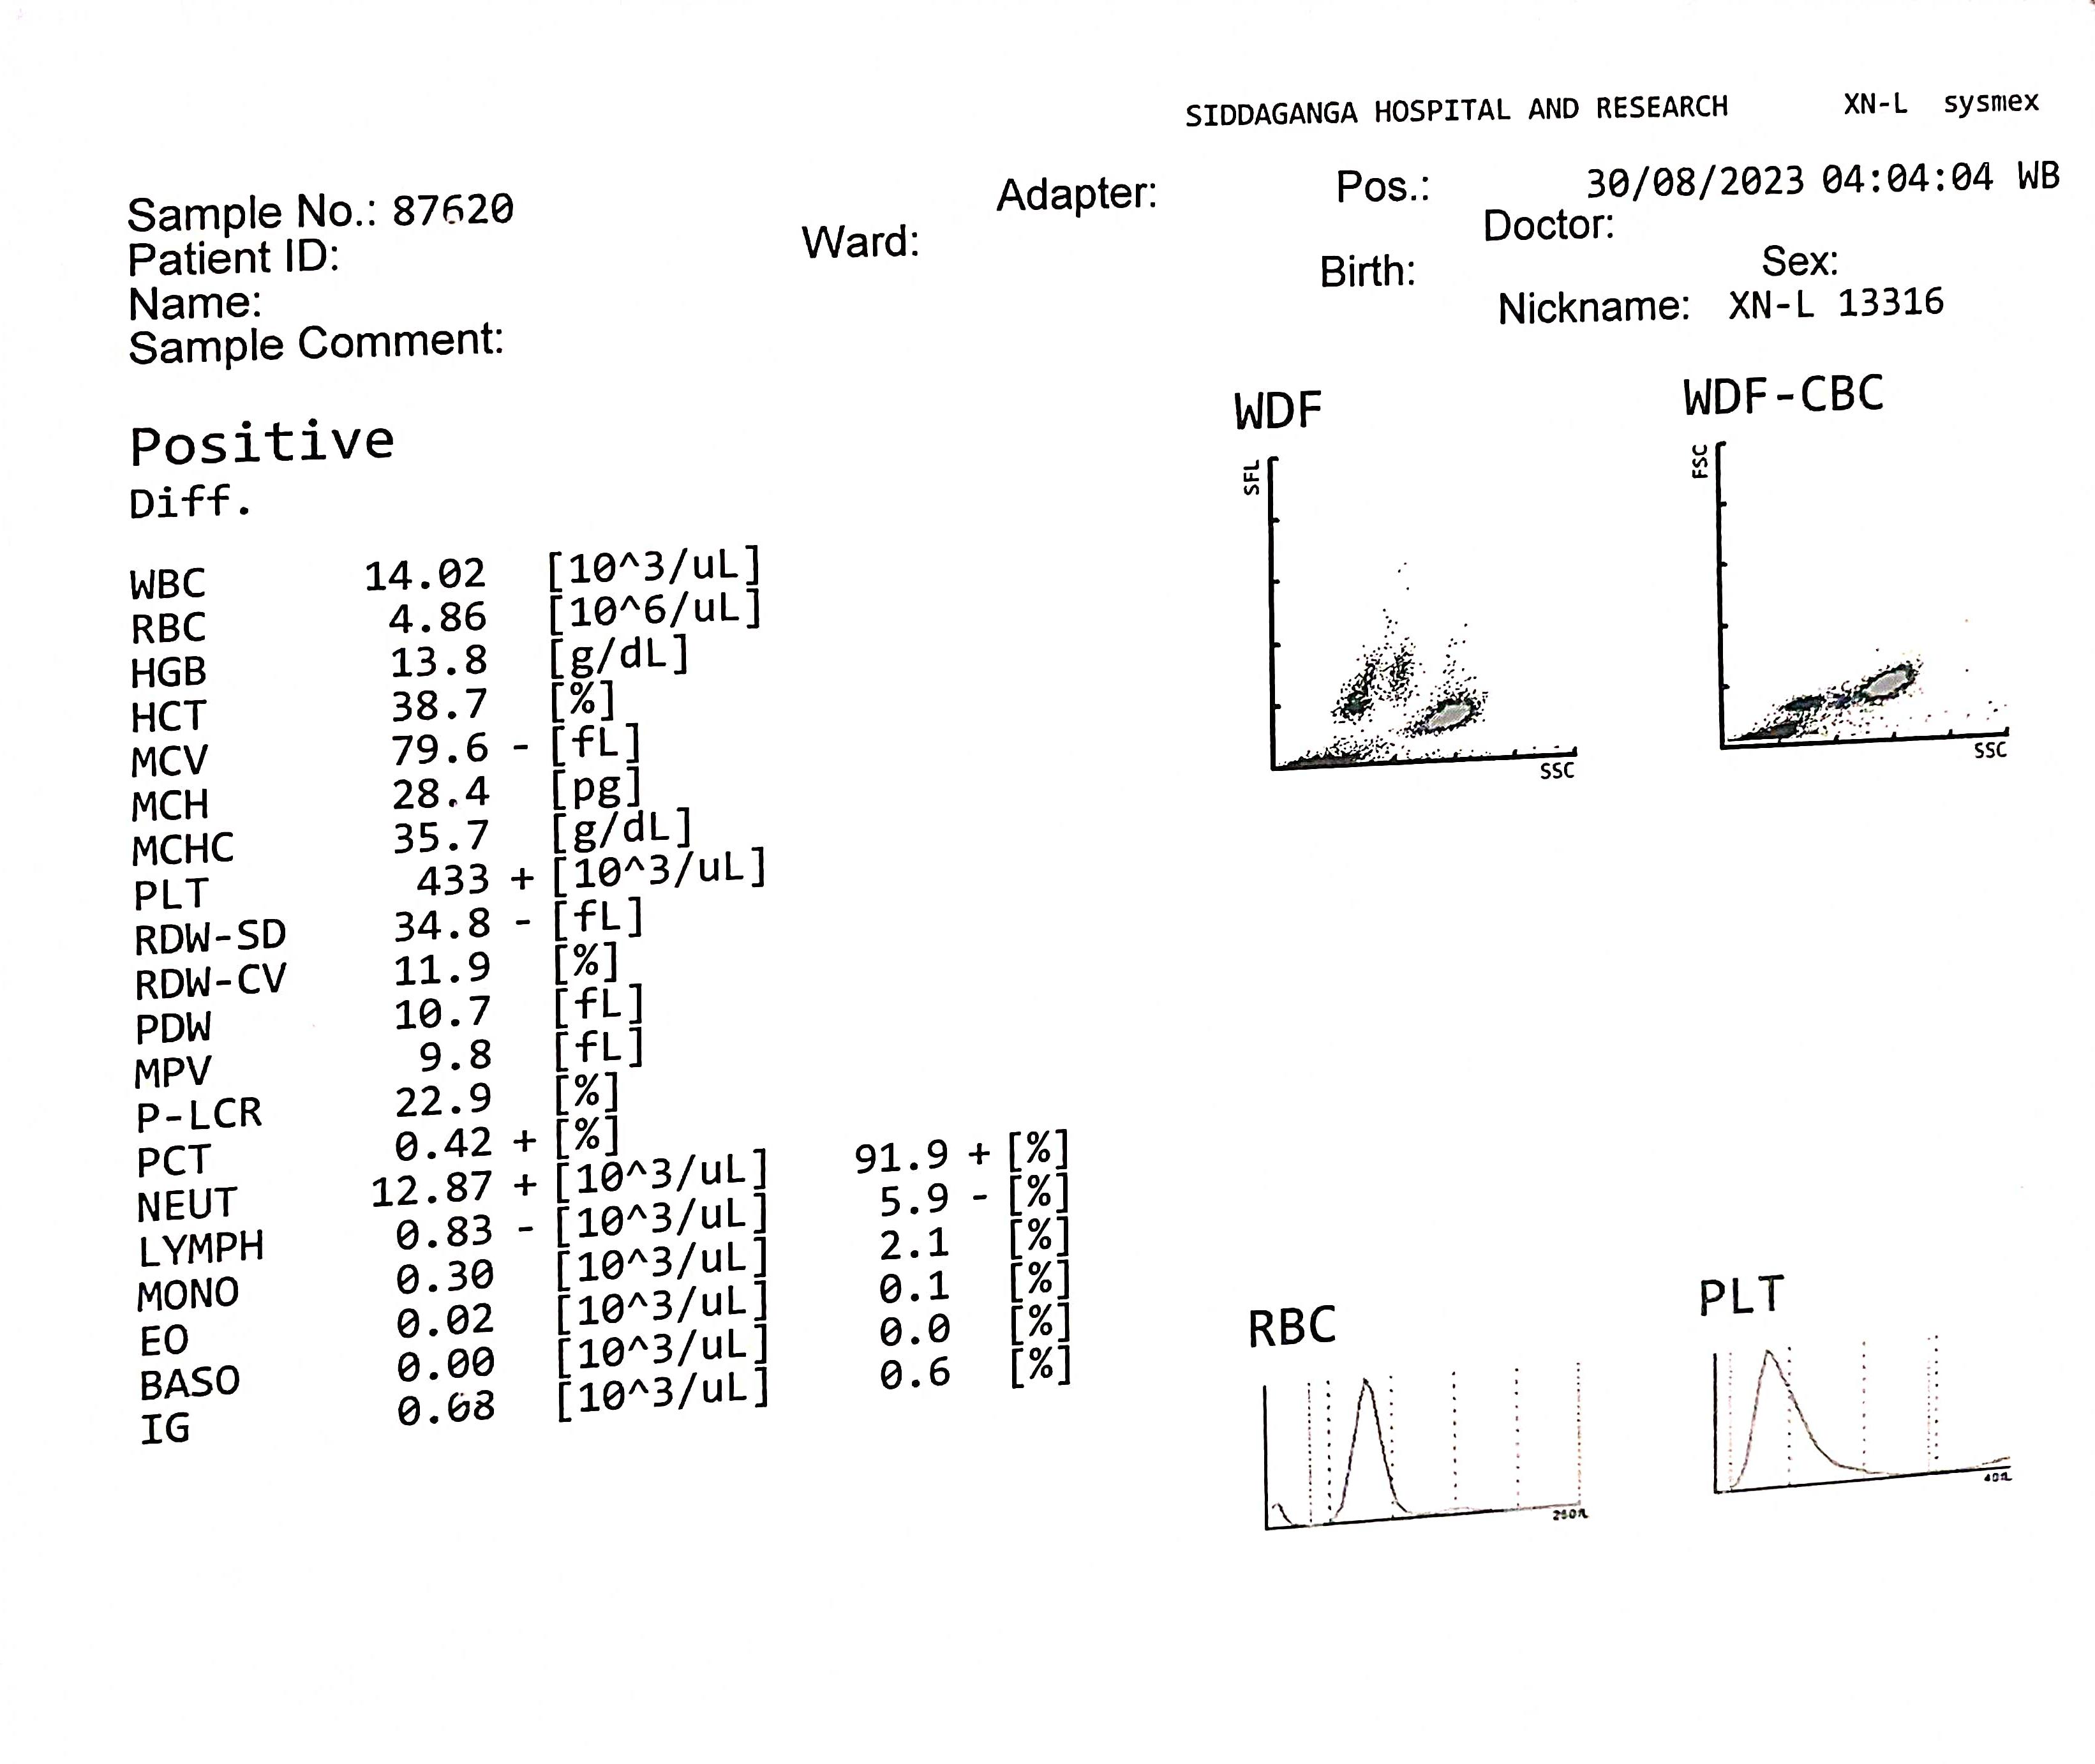 SIDDAGANGA HOSPITAL AND RESEARCH XN-L sysmex
Sample No.: 87620 Adapter: Pos.: 30/08/2023 04:04:04 WB
Patient ID: Ward: Doctor:
Name: Birth: Sex:
Sample Comment: Nickname: XN-L 13316
Positive
Diff.
WBC 14.02 [10^3/uL]
RBC 4.86 [10^6/uL]
HGB 13.8 [g/dL]
HCT 38.7 [%]
MCV 79.6 - [fL]
MCH 28.4 [pg]
MCHC 35.7 [g/dL]
PLT 433 + [10^3/uL]
RDW-SD 34.8 - [fL]
RDW-CV 11.9 [%]
PDW 10.7 [fL]
MPV 9.8 [fL]
P-LCR 22.9 [%]
PCT 0.42 + [%]
NEUT 12.87 + [10^3/uL] 91.9 + [%]
LYMPH 0.83 - [10^3/uL] 5.9 - [%]
MONO 0.30 [10^3/uL] 2.1 [%]
EO 0.02 [10^3/uL] 0.1 [%]
BASO 0.00 [10^3/uL] 0.0 [%]
IG [10^3/uL] 0.6 [%]
WDF
SFL
SSC
WDF-CBC
FSC
SSC
RBC
PLT